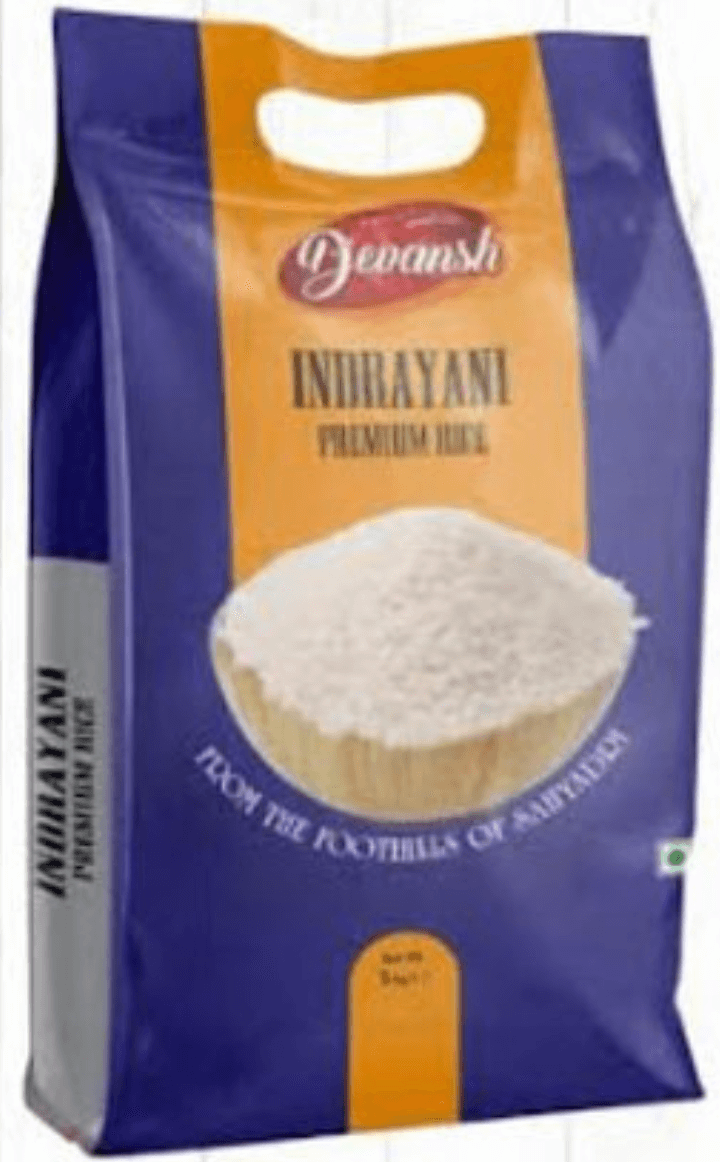 Devansh
INDRAYANI
PREMIUM RICE
FROM THE FOOTHILLS OF SAHYADRI
INDRAYANI
PREMIUM RICE